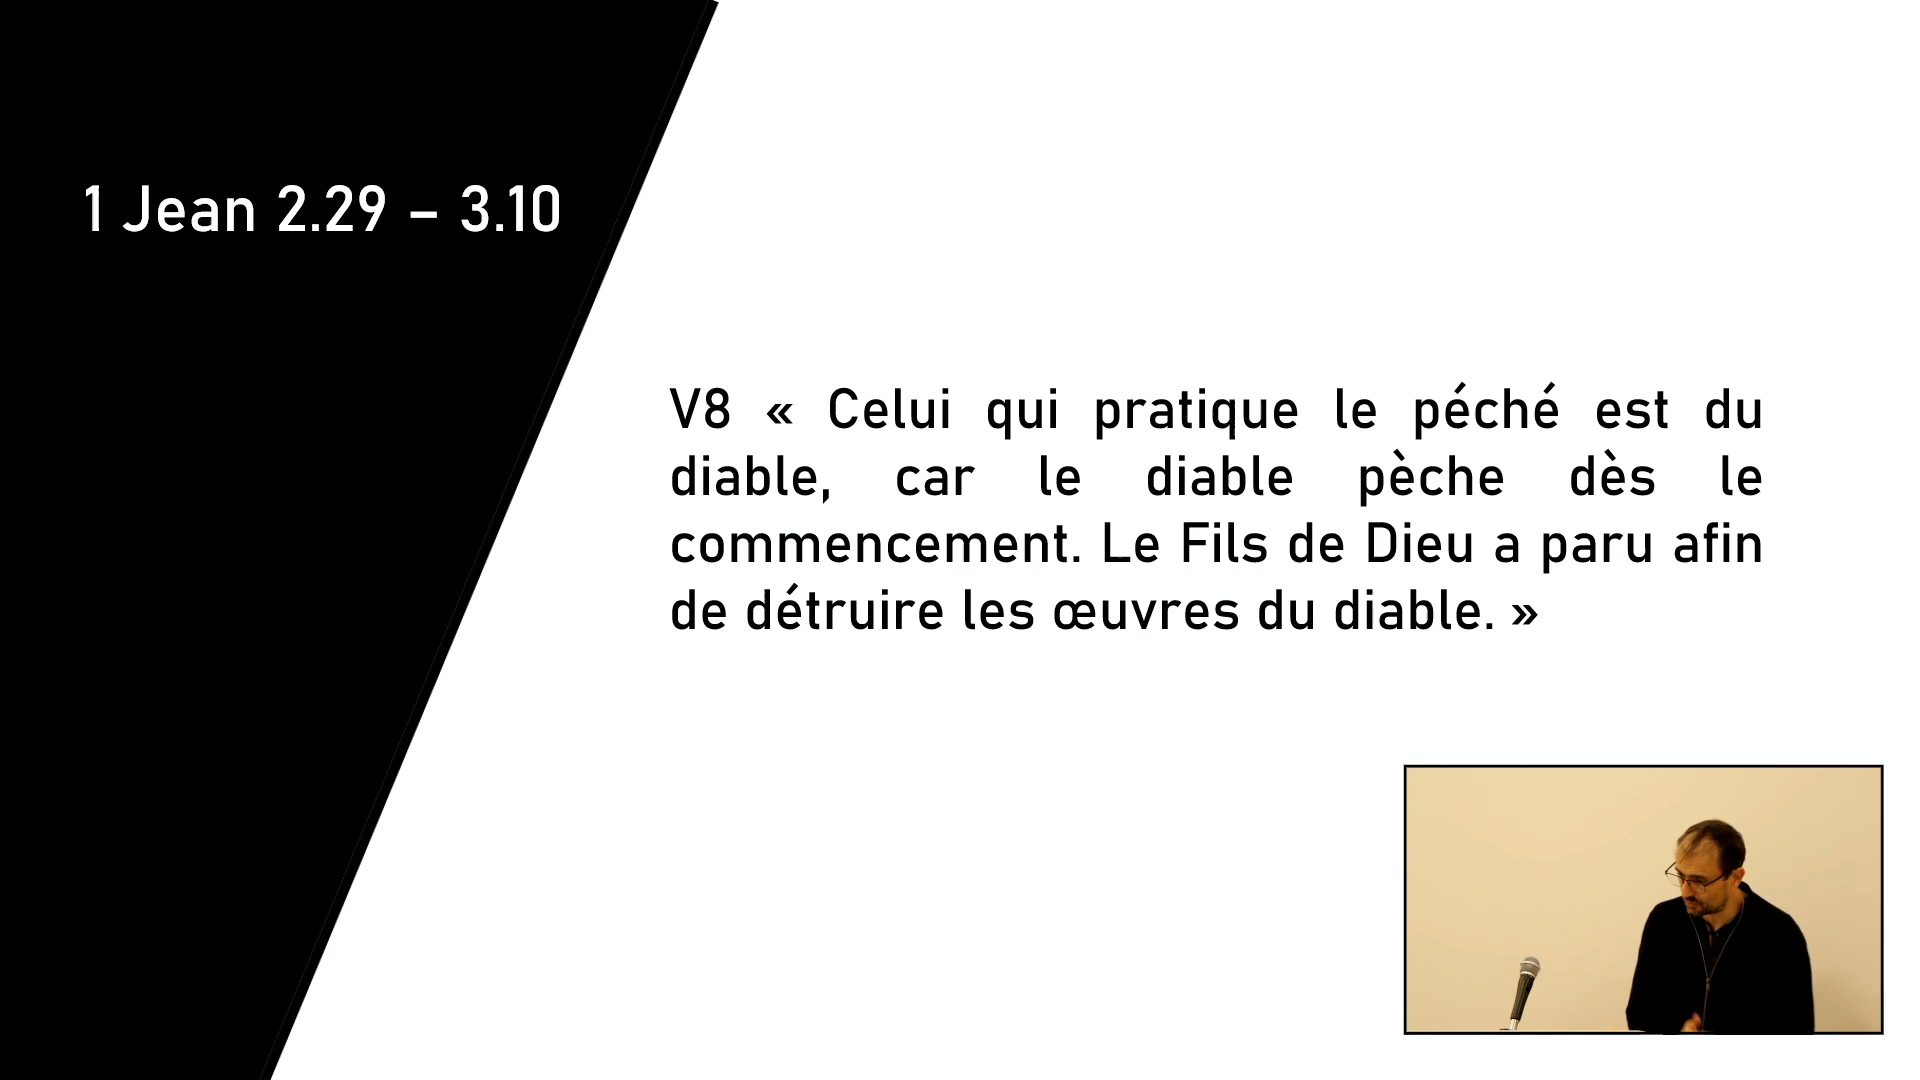 1 Jean 2.29 – 3.10
V8 « Celui qui pratique le péché est du
diable, car le diable pèche dès le
commencement. Le Fils de Dieu a paru afin
de détruire les œuvres du diable. »